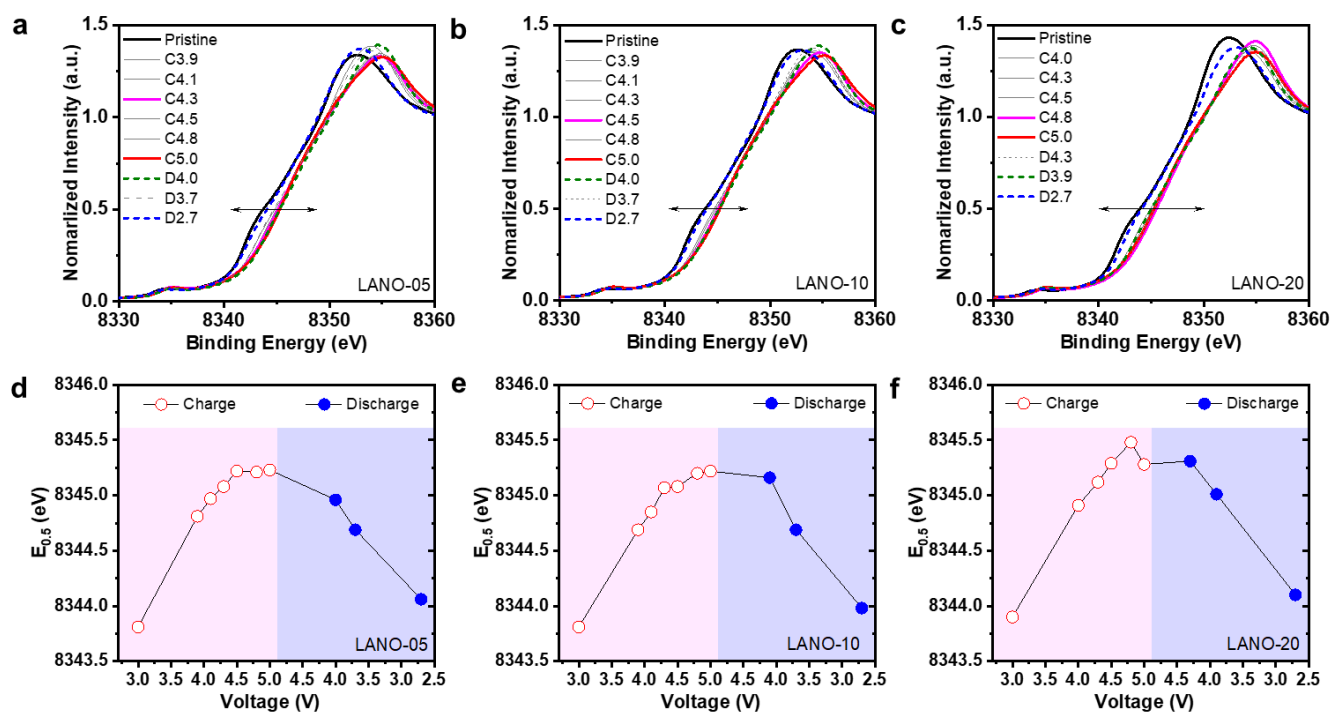 a
Nomarlized Intensity (a.u.)
1.5
1.0
0.5
0.0
Pristine
C3.9
C4.1
C4.3
C4.5
C4.8
C5.0
D4.0
D3.7
D2.7
LANO-05
8330 8340 8350 8360
Binding Energy (eV)
b
Nomarlized Intensity (a.u.)
1.5
1.0
0.5
0.0
Pristine
C3.9
C4.1
C4.3
C4.5
C4.8
C5.0
D4.0
D3.7
D2.7
LANO-10
8330 8340 8350 8360
Binding Energy (eV)
c
Nomarlized Intensity (a.u.)
1.5
1.0
0.5
0.0
Pristine
C4.0
C4.3
C4.5
C4.8
C5.0
D4.3
D3.9
D2.7
LANO-20
8330 8340 8350 8360
Binding Energy (eV)
d
E0.5 (eV)
8346.0
8345.5
8345.0
8344.5
8344.0
8343.5
Charge Discharge
LANO-05
3.0 3.5 4.0 4.5 5.0 4.5 4.0 3.5 3.0 2.5
Voltage (V)
e
E0.5 (eV)
8346.0
8345.5
8345.0
8344.5
8344.0
8343.5
Charge Discharge
LANO-10
3.0 3.5 4.0 4.5 5.0 4.5 4.0 3.5 3.0 2.5
Voltage (V)
f
E0.5 (eV)
8346.0
8345.5
8345.0
8344.5
8344.0
8343.5
Charge Discharge
LANO-20
3.0 3.5 4.0 4.5 5.0 4.5 4.0 3.5 3.0 2.5
Voltage (V)